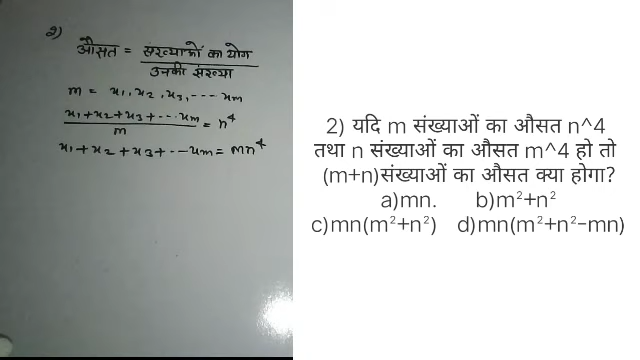 2)
औसत = संख्याओं का योग
उनकी संख्या
m = x₁, x₂, x₃, ---- xm
x₁+x₂+x₃+---xm = n⁴
m
x₁+x₂+x₃+---xm = mn⁴
2) यदि m संख्याओं का औसत n^4
तथा n संख्याओं का औसत m^4 हो तो
(m+n)संख्याओं का औसत क्या होगा?
a)mn. b)m²+n²
c)mn(m²+n²) d)mn(m²+n²-mn)